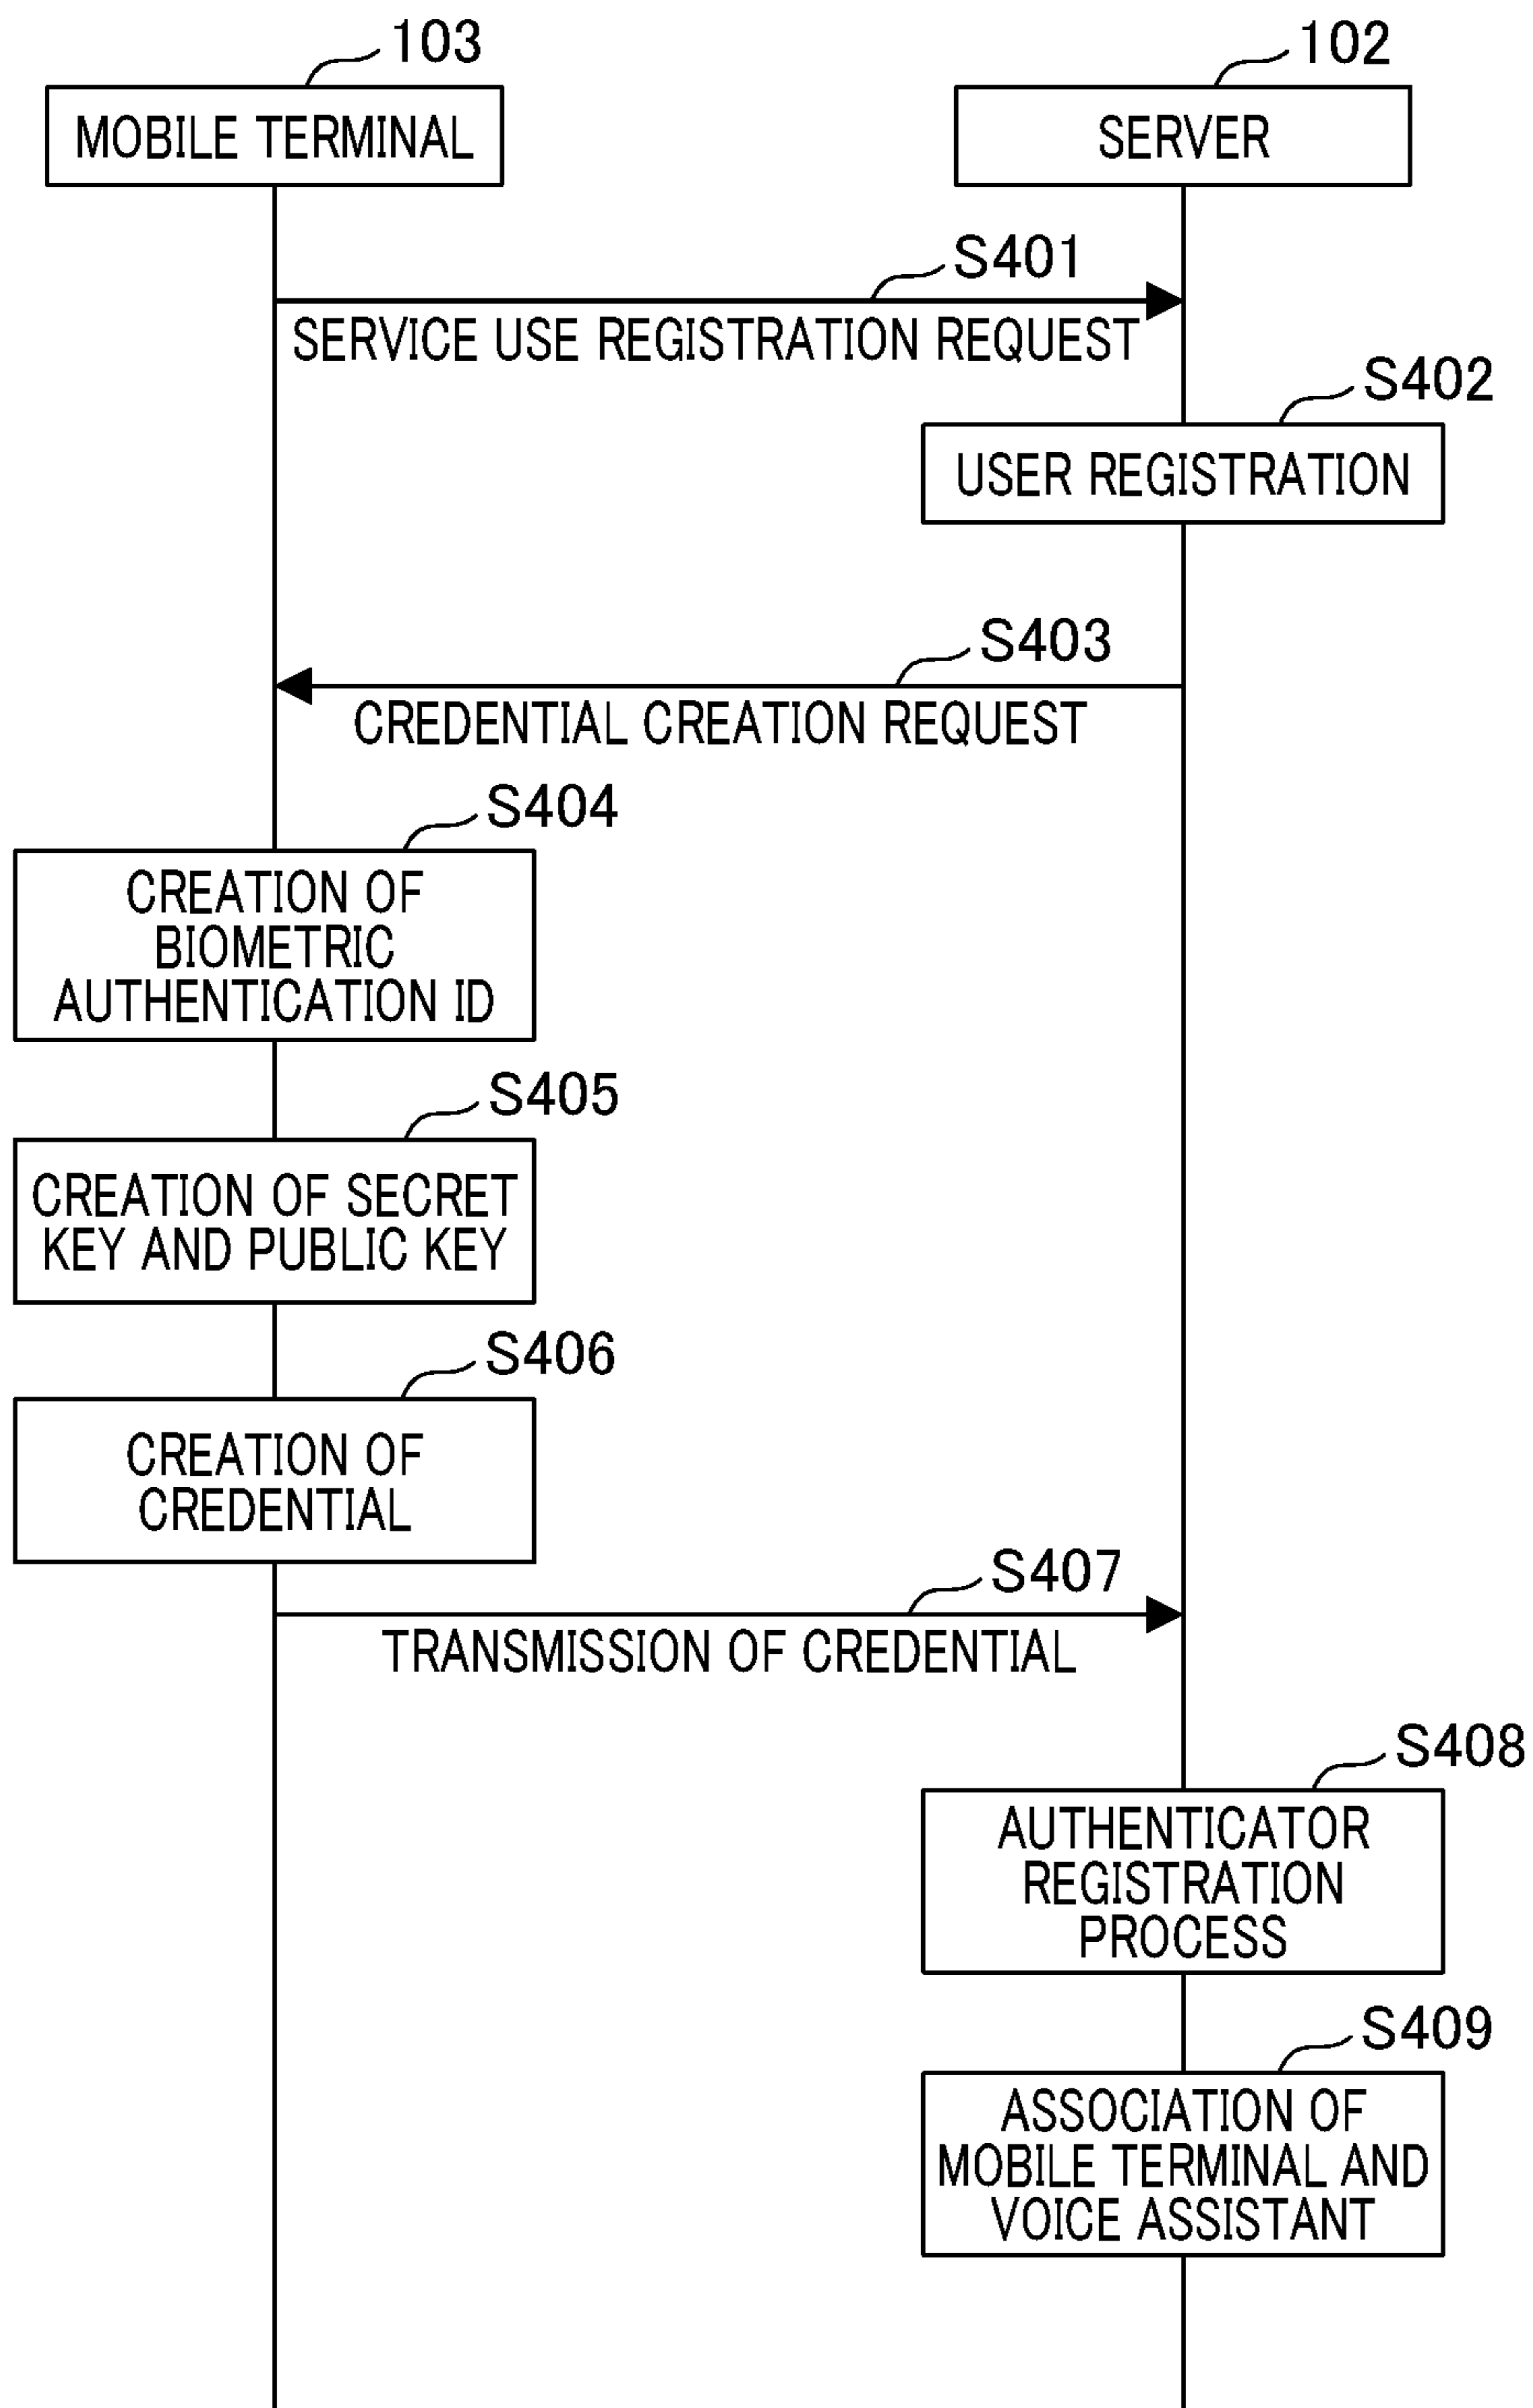 103
102
MOBILE TERMINAL
SERVER
S401
SERVICE USE REGISTRATION REQUEST
S402
USER REGISTRATION
S403
CREDENTIAL CREATION REQUEST
S404
CREATION OF
BIOMETRIC
AUTHENTICATION ID
S405
CREATION OF SECRET
KEY AND PUBLIC KEY
S406
CREATION OF
CREDENTIAL
S407
TRANSMISSION OF CREDENTIAL
S408
AUTHENTICATOR
REGISTRATION
PROCESS
S409
ASSOCIATION OF
MOBILE TERMINAL AND
VOICE ASSISTANT